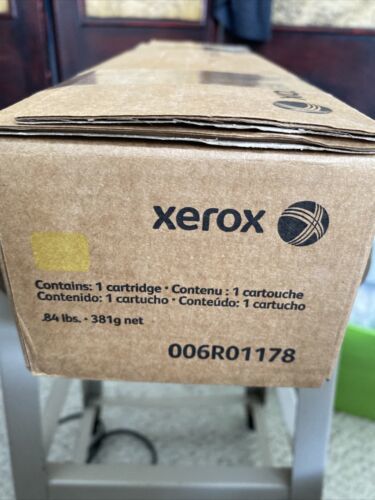 xerox
Contains: 1 cartridge • Contenu : 1 cartouche
Contenido: 1 cartucho • Conteúdo: 1 cartucho
.84 lbs. • 381g net
006R01178